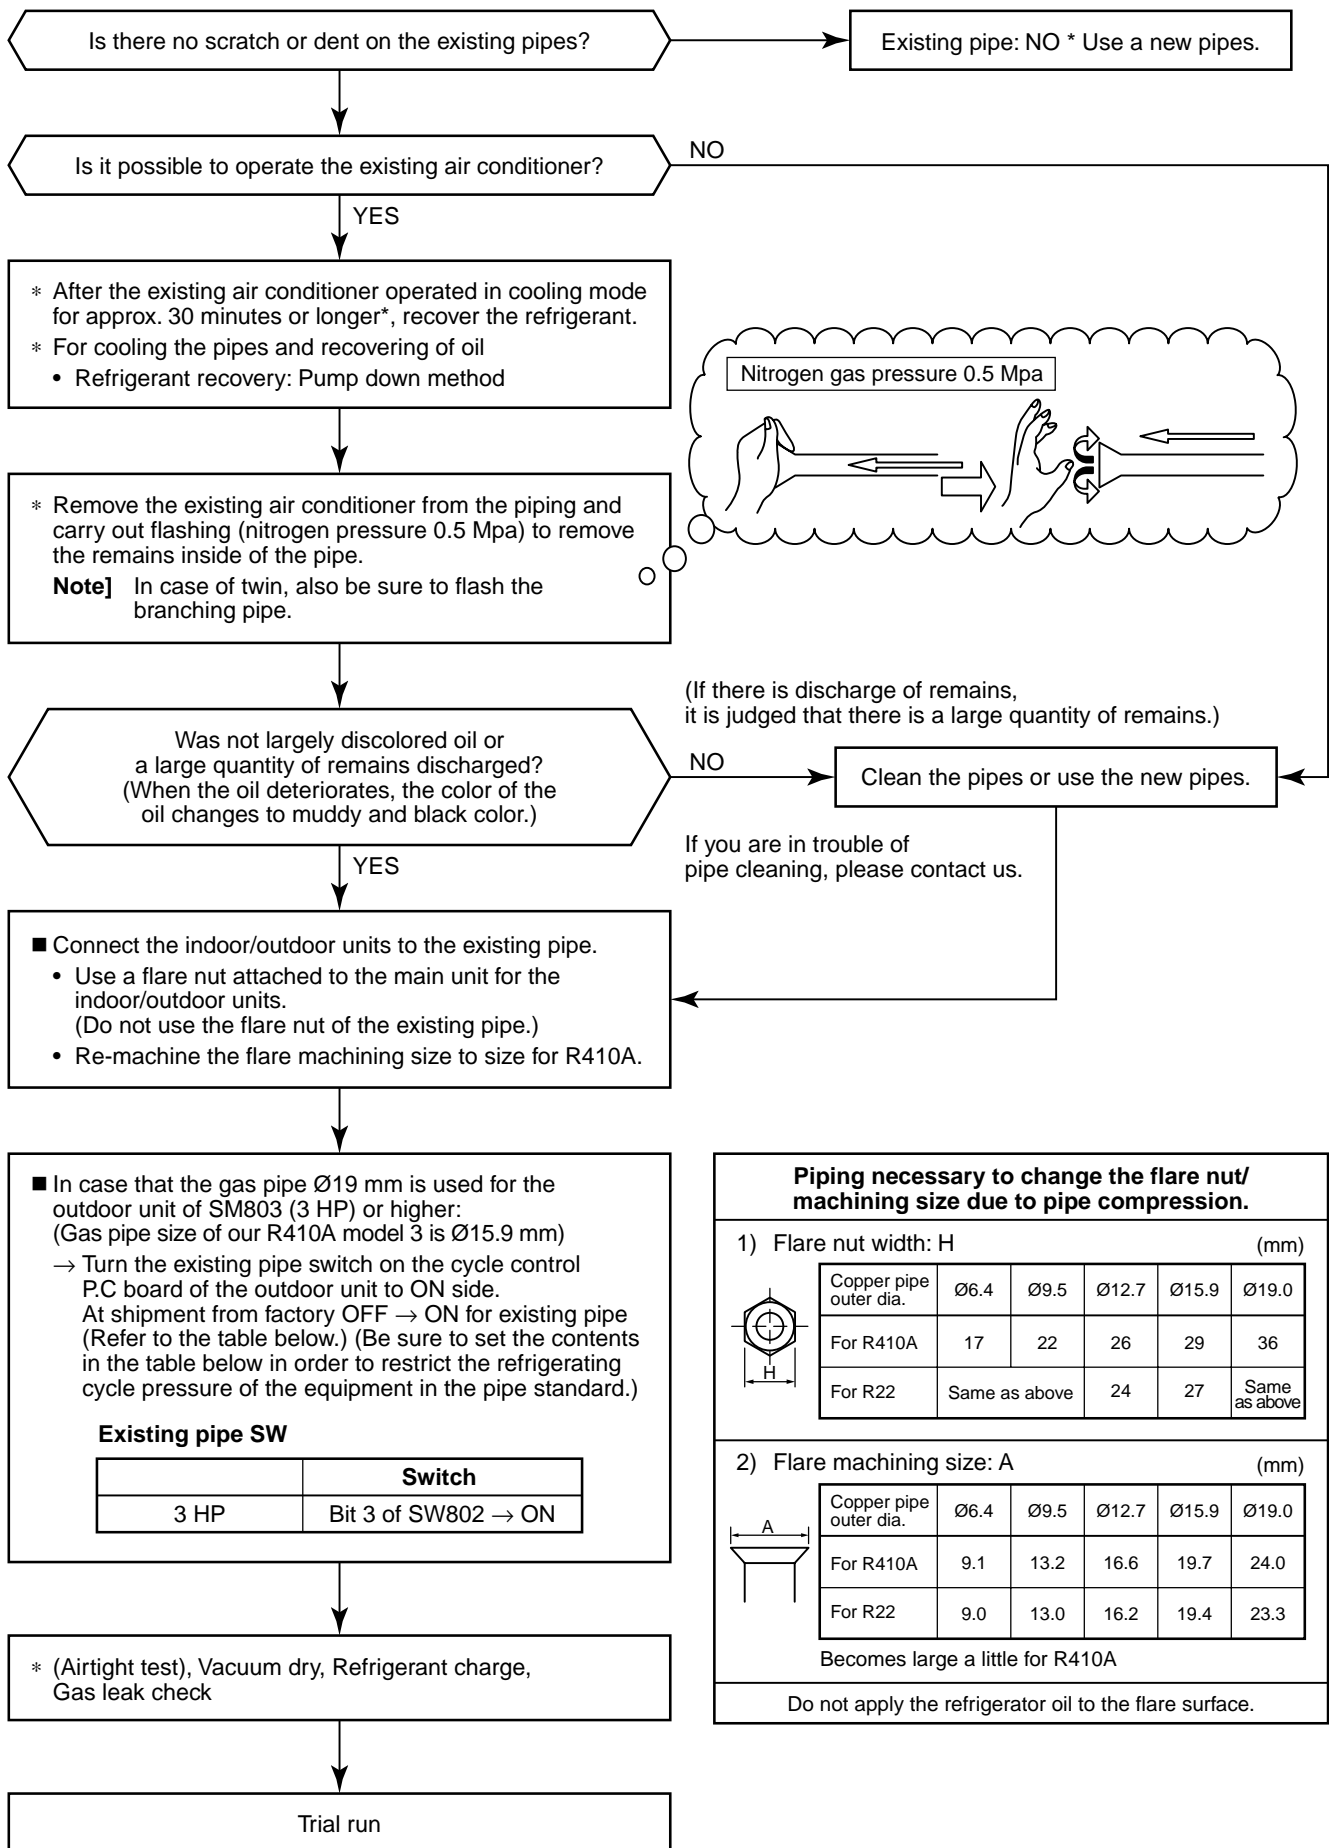 Is there no scratch or dent on the existing pipes?
Existing pipe: NO * Use a new pipes.
Is it possible to operate the existing air conditioner?
NO
YES
* After the existing air conditioner operated in cooling mode
for approx. 30 minutes or longer*, recover the refrigerant.
* For cooling the pipes and recovering of oil
• Refrigerant recovery: Pump down method
Nitrogen gas pressure 0.5 Mpa
* Remove the existing air conditioner from the piping and
carry out flashing (nitrogen pressure 0.5 Mpa) to remove
the remains inside of the pipe.
Note] In case of twin, also be sure to flash the
branching pipe.
(If there is discharge of remains,
it is judged that there is a large quantity of remains.)
Was not largely discolored oil or
a large quantity of remains discharged?
(When the oil deteriorates, the color of the
oil changes to muddy and black color.)
NO
Clean the pipes or use the new pipes.
YES
If you are in trouble of
pipe cleaning, please contact us.
■ Connect the indoor/outdoor units to the existing pipe.
• Use a flare nut attached to the main unit for the
indoor/outdoor units.
(Do not use the flare nut of the existing pipe.)
• Re-machine the flare machining size to size for R410A.
■ In case that the gas pipe Ø19 mm is used for the
outdoor unit of SM803 (3 HP) or higher:
(Gas pipe size of our R410A model 3 is Ø15.9 mm)
→ Turn the existing pipe switch on the cycle control
P.C board of the outdoor unit to ON side.
At shipment from factory OFF → ON for existing pipe
(Refer to the table below.) (Be sure to set the contents
in the table below in order to restrict the refrigerating
cycle pressure of the equipment in the pipe standard.)
Existing pipe SW
Switch
3 HP Bit 3 of SW802 → ON
Piping necessary to change the flare nut/
machining size due to pipe compression.
1) Flare nut width: H (mm)
H
Copper pipe
outer dia. Ø6.4 Ø9.5 Ø12.7 Ø15.9 Ø19.0
For R410A 17 22 26 29 36
For R22 Same as above 24 27 Same
as above
2) Flare machining size: A (mm)
A
Copper pipe
outer dia. Ø6.4 Ø9.5 Ø12.7 Ø15.9 Ø19.0
For R410A 9.1 13.2 16.6 19.7 24.0
For R22 9.0 13.0 16.2 19.4 23.3
Becomes large a little for R410A
Do not apply the refrigerator oil to the flare surface.
* (Airtight test), Vacuum dry, Refrigerant charge,
Gas leak check
Trial run